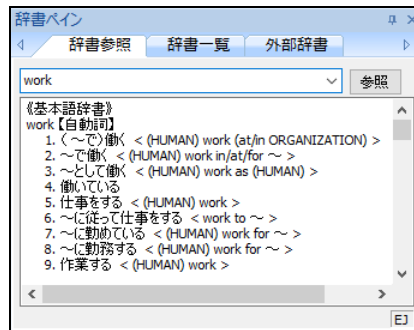 辞書ペイン
辞書参照 辞書一覧 外部辞書
work 参照
《基本語辞書》
work【自動詞】
1. （～で）働く < (HUMAN) work (at/in ORGANIZATION) >
2. ～で働く < (HUMAN) work in/at/for ～ >
3. ～として働く < (HUMAN) work as (HUMAN) >
4. 働いている
5. 仕事をする < (HUMAN) work >
6. ～に従って仕事をする < work to ～ >
7. ～に勤めている < (HUMAN) work for ～ >
8. ～に勤務する < (HUMAN) work for ～ >
9. 作業する < (HUMAN) work >
EJ